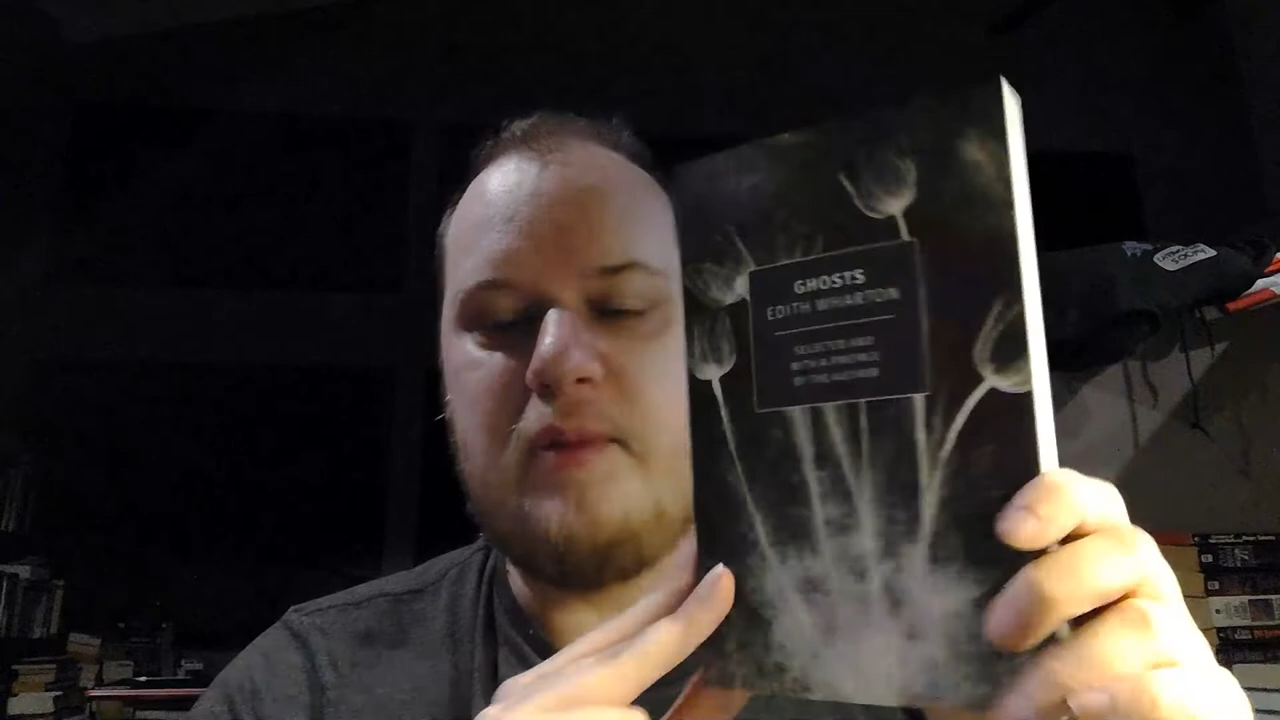 GHOSTS
EDITH WHARTON
SELECTED AND
WITH A PREFACE
BY THE AUTHOR